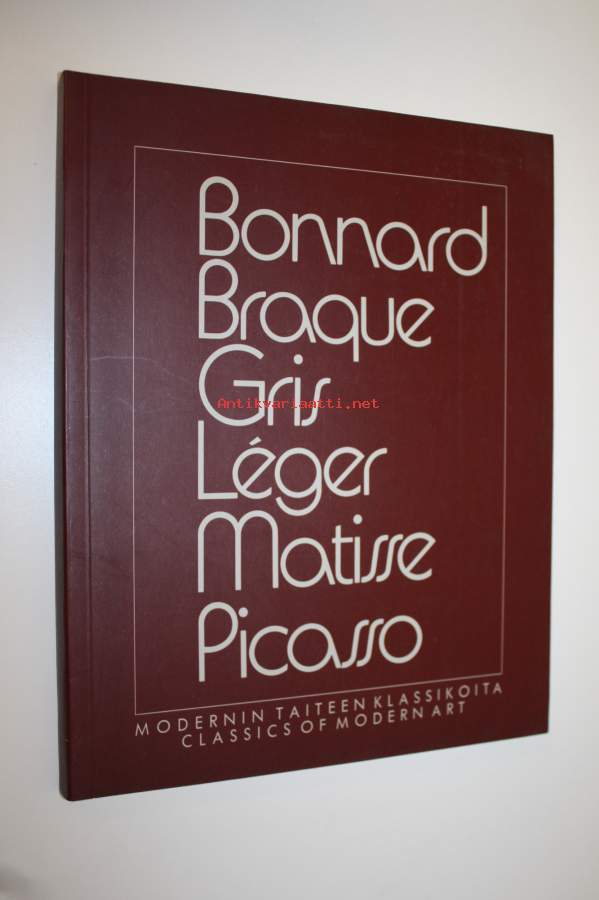 Bonnard
Braque
Gris
Antikvariaatti.net
Léger
Matisse
Picasso
MODERNIN TAITEEN KLASSIKOITA
CLASSICS OF MODERN ART